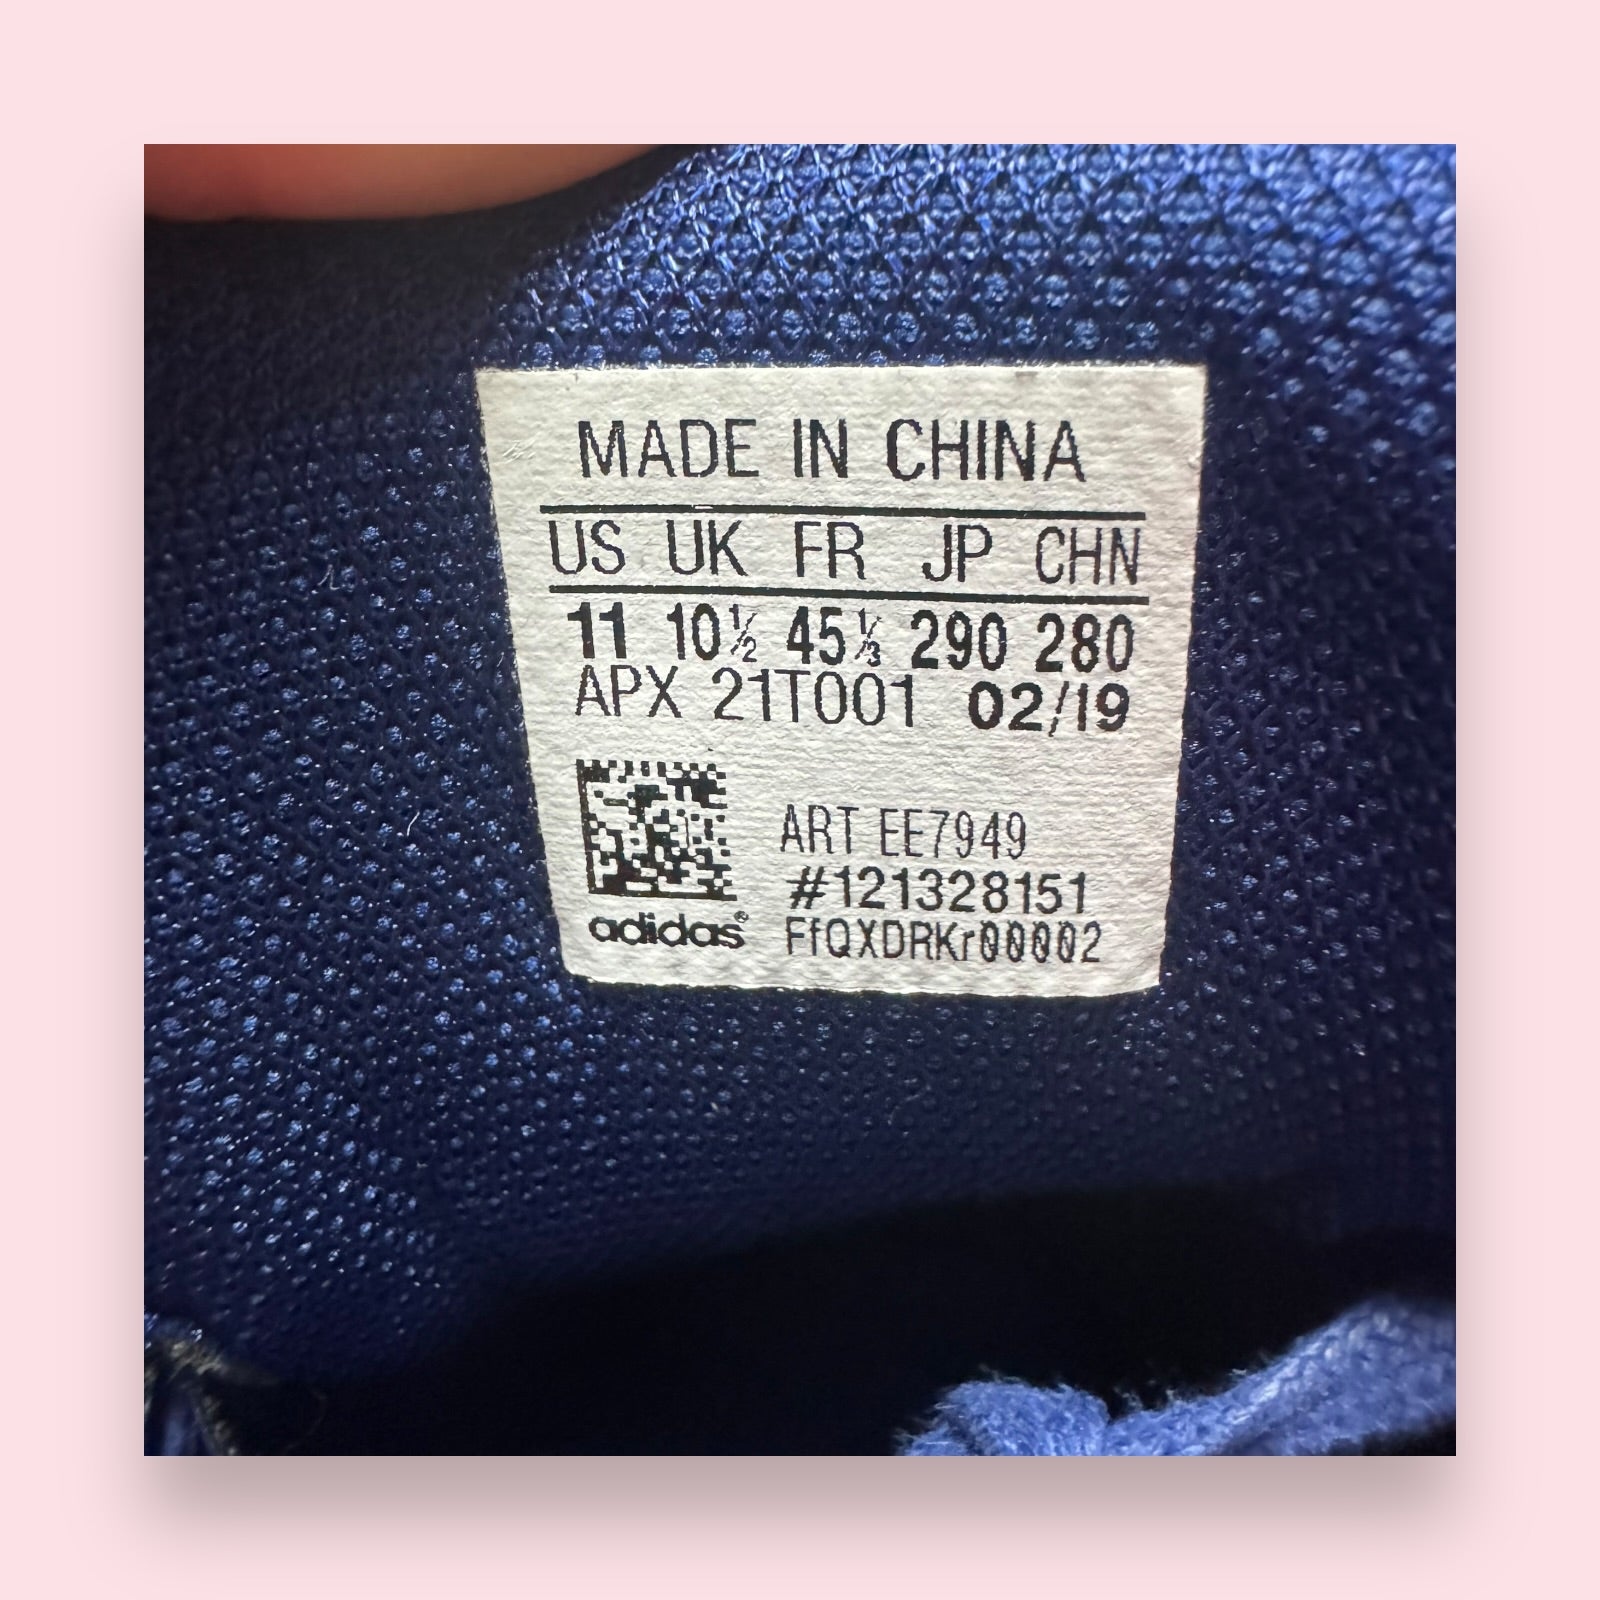 MADE IN CHINA
US UK FR JP CHN
11 10½ 45⅓ 290 280
APX 21T001 02/19
ART EE7949
#121328151
adidas® FfQXDRKr00002